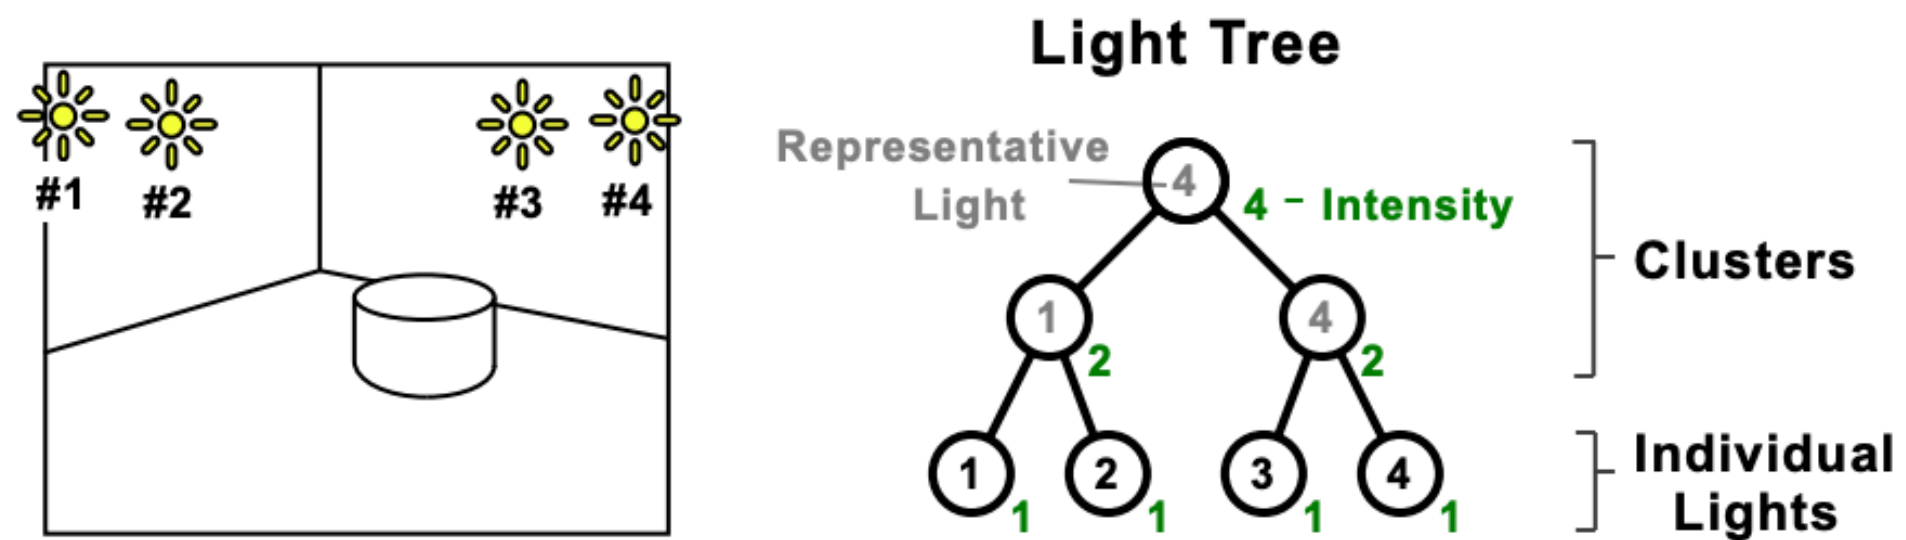 Light Tree
#1
#2
#3
#4
Representative
Light
4
4 - Intensity
1
2
4
2
Clusters
1
1
2
1
3
1
4
1
Individual
Lights